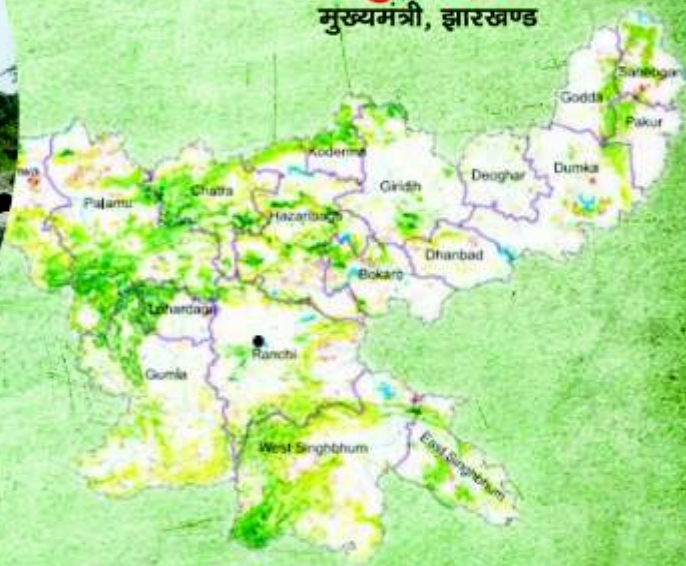 मुख्यमंत्री, झारखण्ड
Sahibgan
Godda
Pakur
Koderma
Dumka
Deoghar
Giridih
Palamu
Chatra
Hazaribagh
Dhanbad
Bokaro
Lohardaga
Ranchi
Gumla
West Singhbhum
East Singhbhum